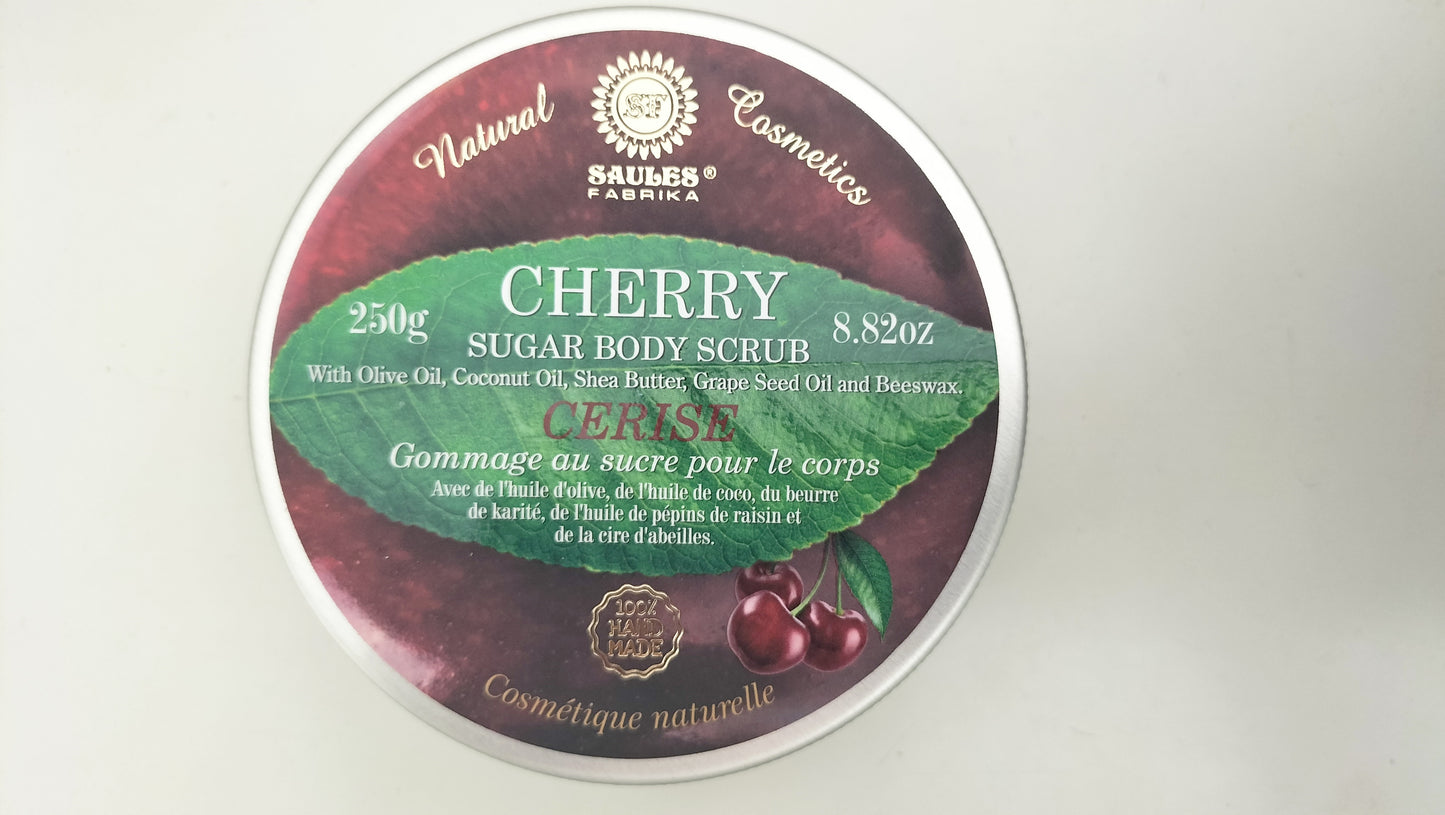 Natural
Cosmetics
SF
SAULES®
FABRIKA
CHERRY
250g
8.82oz
SUGAR BODY SCRUB
With Olive Oil, Coconut Oil, Shea Butter, Grape Seed Oil and Beeswax.
CERISE
Gommage au sucre pour le corps
Avec de l'huile d'olive, de l'huile de coco, du beurre
de karité, de l'huile de pépins de raisin et
de la cire d'abeilles.
100%
HAND
MADE
Cosmétique naturelle